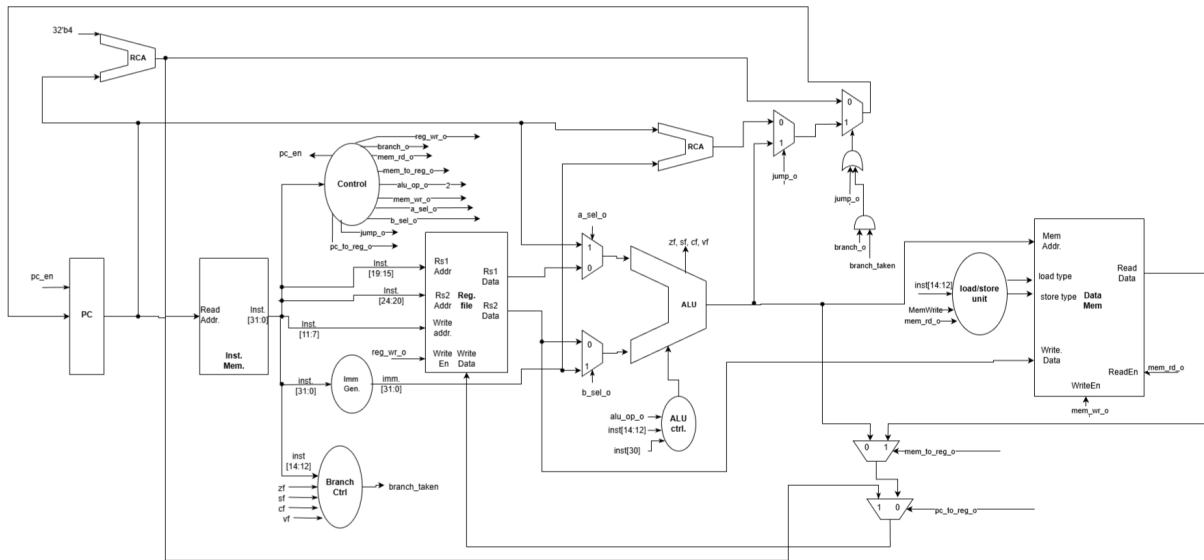 32'b4
RCA
0
1
reg_wr_o
branch_o
pc_en
mem_rd_o
mem_to_reg_o
Control
alu_op_o 2
mem_wr_o
a_sel_o
b_sel_o
jump_o
pc_to_reg_o
RCA
0
1
jump_o
jump_o
branch_o
branch_taken
a_sel_o
zf, sf, cf, vf
1
0
ALU
0
1
b_sel_o
pc_en
PC
Read
Addr.
Inst.
[31:0]
Inst.
Mem.
Inst.
[19:15]
Inst.
[24:20]
Inst.
[11:7]
reg_wr_o
Rs1
Addr
Rs2
Addr
Reg.
file
Write
addr.
Write
En
Write
Data
Rs1
Data
Rs2
Data
inst.
[31:0]
Imm
Gen.
imm.
[31:0]
alu_op_o
inst[14:12]
inst[30]
ALU
ctrl.
inst
[14:12]
zf
sf
cf
vf
Branch
Ctrl
branch_taken
inst[14:12]
MemWrite
mem_rd_o
load/store
unit
Mem
Addr.
Read
Data
load type
store type
Data
Mem
Write.
Data
ReadEn
mem_rd_o
WriteEn
mem_wr_o
0 1
mem_to_reg_o
1 0
pc_to_reg_o